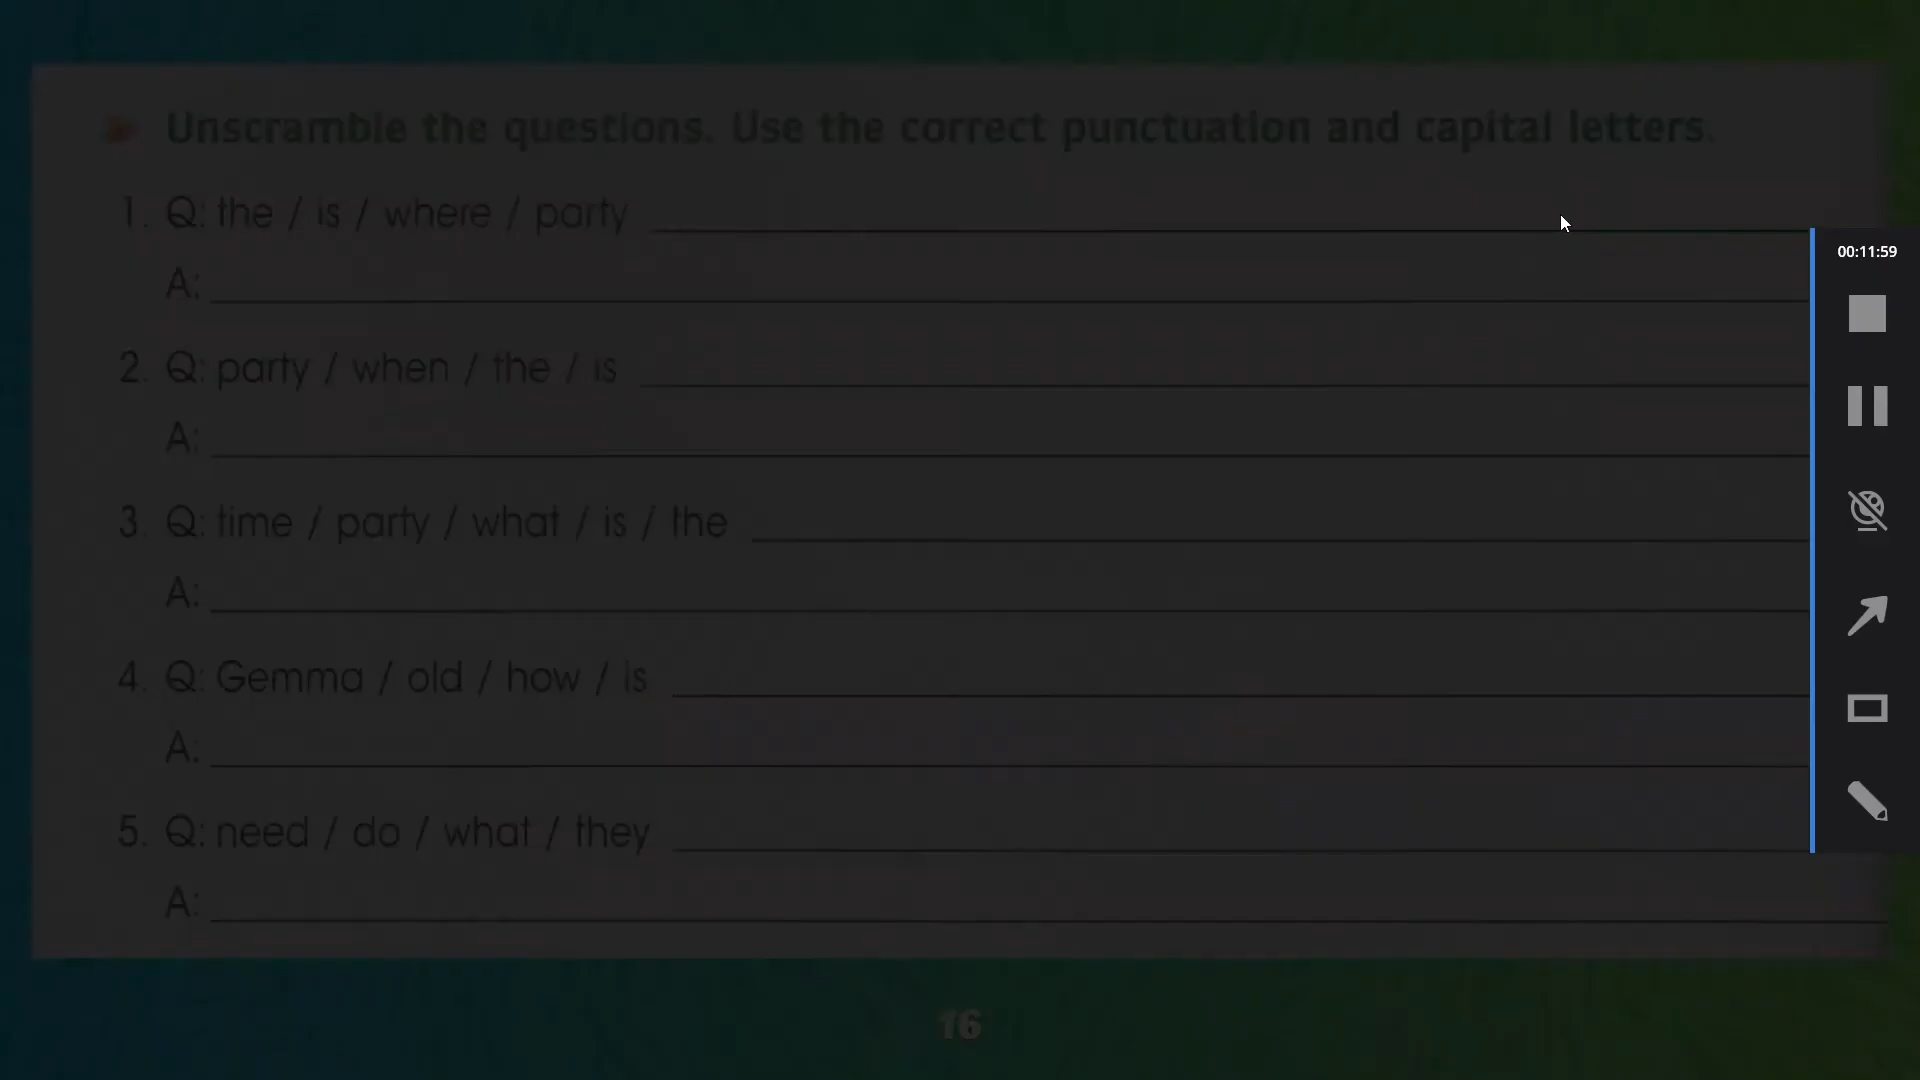 Unscramble the questions. Use the correct punctuation and capital letters.
1. Q: the / is / where / party
A:
2. Q: party / when / the / is
A:
3. Q: time / party / what / is / the
A:
4. Q: Gemma / old / how / is
A:
5. Q: need / do / what / they
A:
16
00:11:59